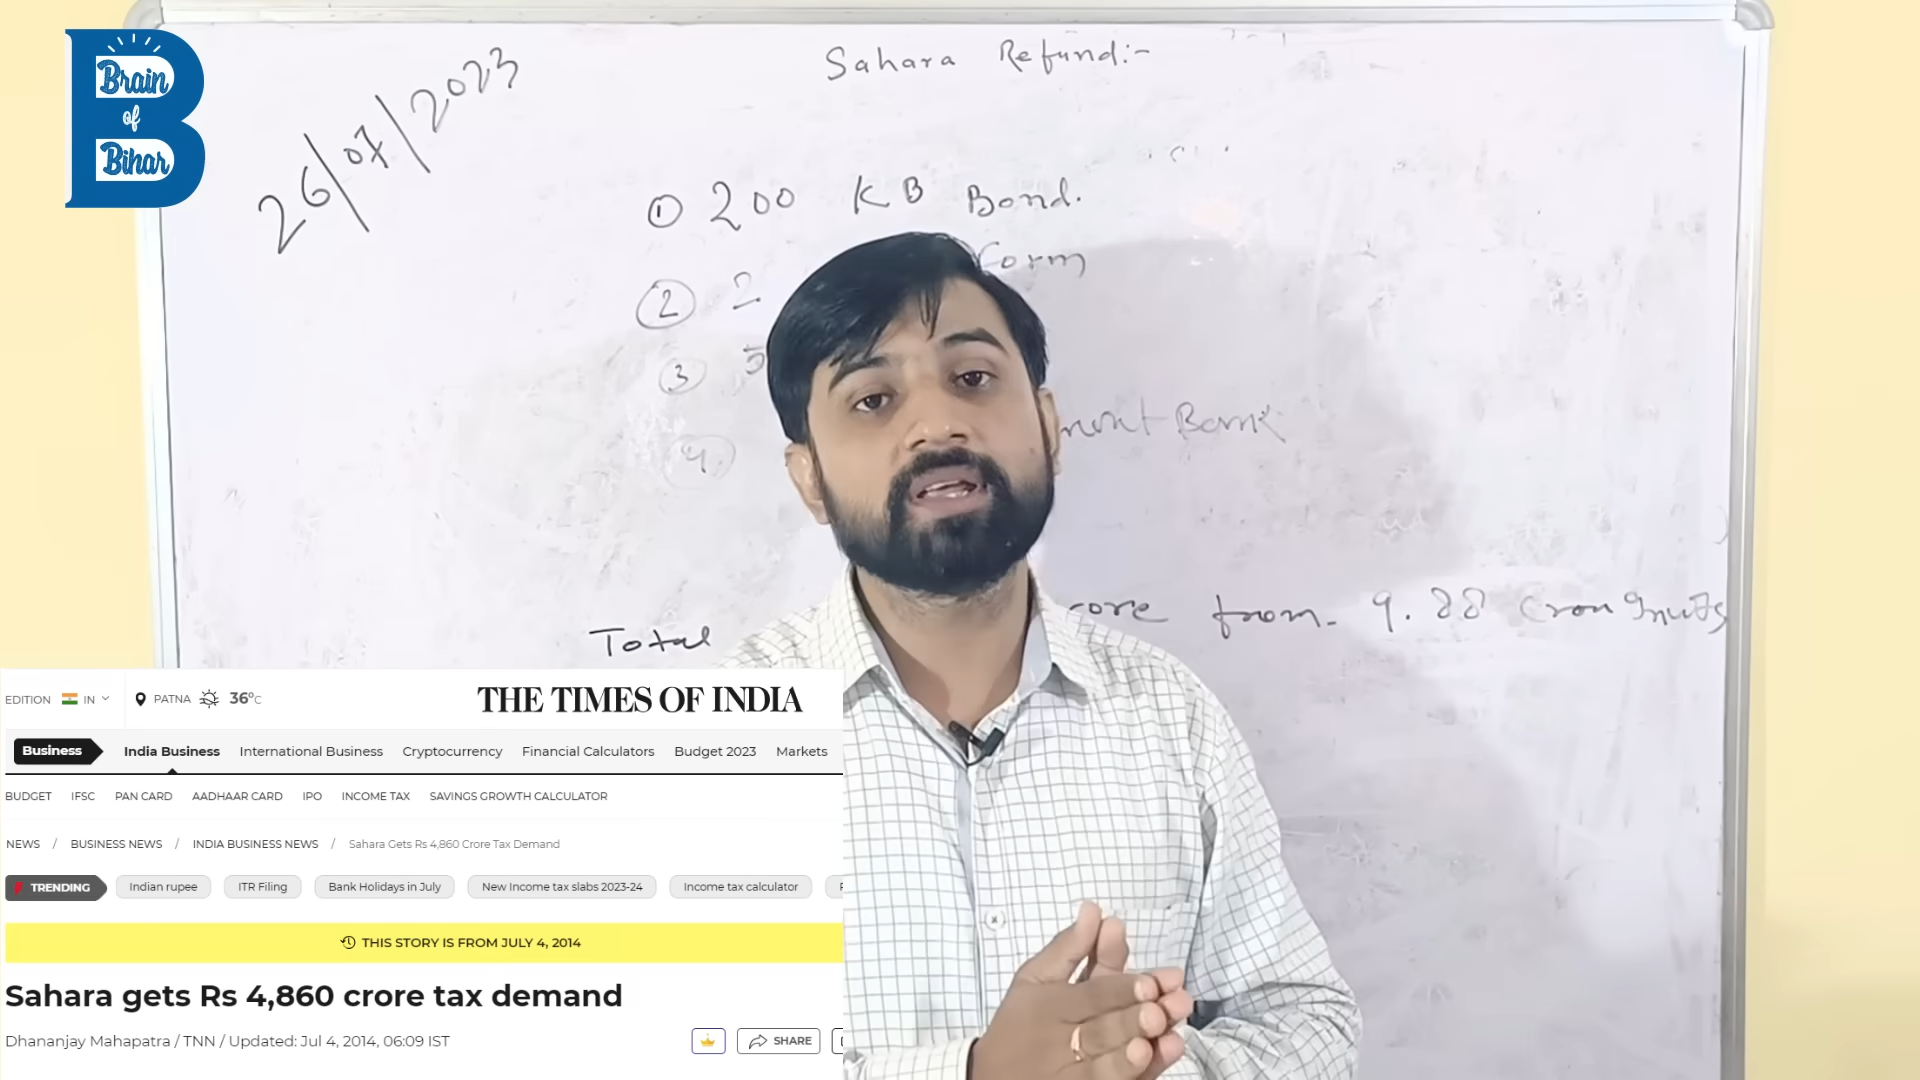 Brain
of
Bihar
26/07/2023
Sahara Refund:-
① 200 KB Bond.
② 2 Form
③ 5
④ Bank
Total from 9.88
EDITION IN PATNA 36°C
THE TIMES OF INDIA
Business India Business International Business Cryptocurrency Financial Calculators Budget 2023 Markets
BUDGET IFSC PAN CARD AADHAAR CARD IPO INCOME TAX SAVINGS GROWTH CALCULATOR
NEWS / BUSINESS NEWS / INDIA BUSINESS NEWS / Sahara Gets Rs 4,860 Crore Tax Demand
TRENDING Indian rupee ITR Filing Bank Holidays in July New Income tax slabs 2023-24 Income tax calculator
THIS STORY IS FROM JULY 4, 2014
Sahara gets Rs 4,860 crore tax demand
Dhananjay Mahapatra / TNN / Updated: Jul 4, 2014, 06:09 IST
SHARE